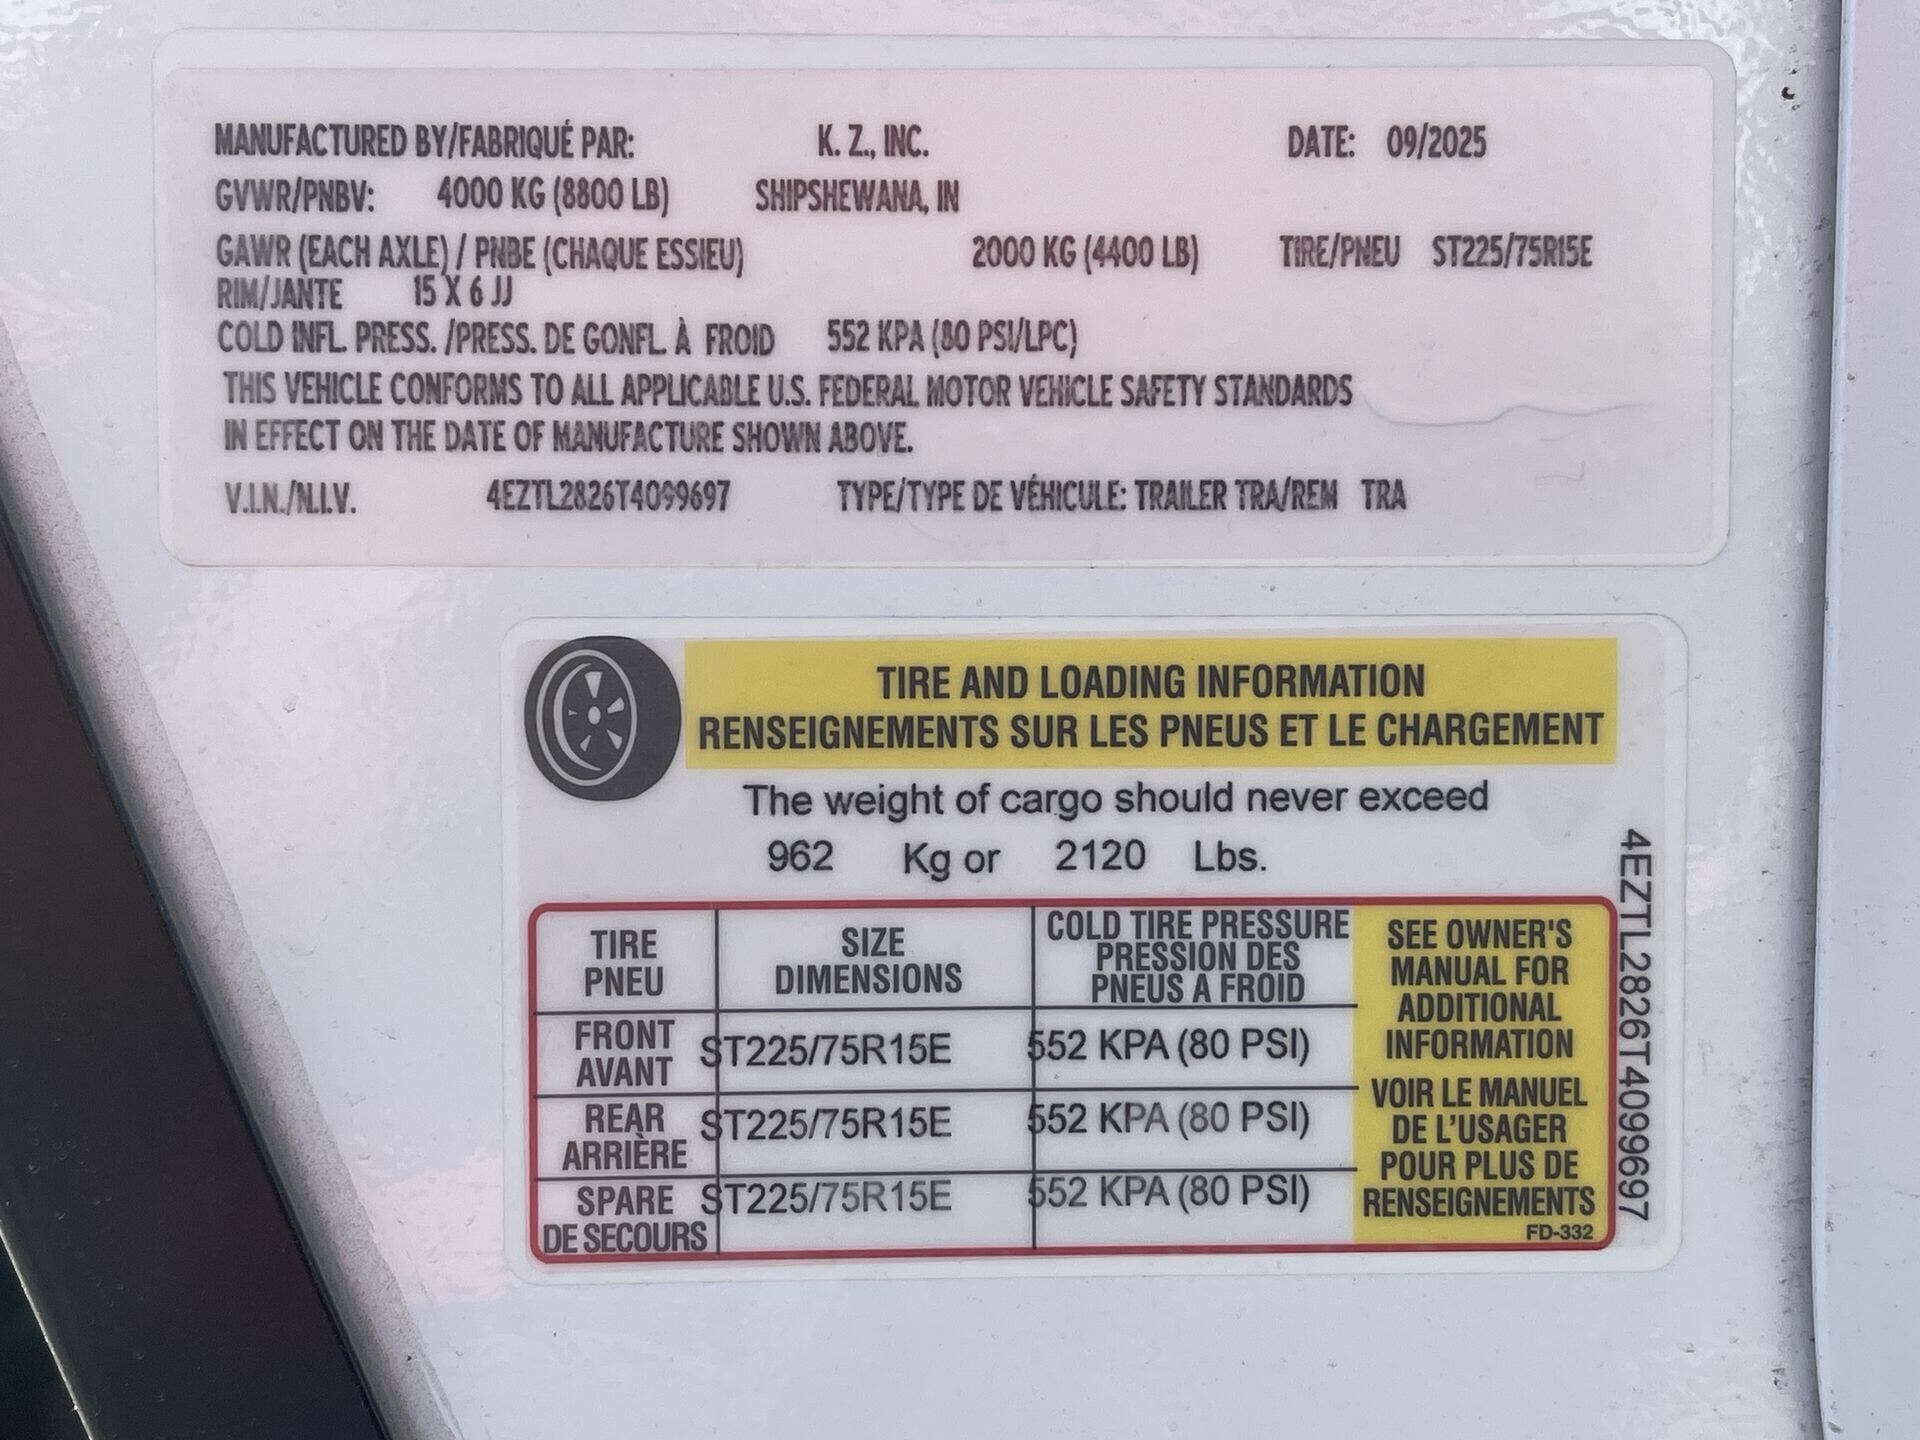 MANUFACTURED BY/FABRIQUÉ PAR: K. Z., INC. DATE: 09/2025
GVWR/PNBV: 4000 KG (8800 LB) SHIPSHEWANA, IN
GAWR (EACH AXLE) / PNBE (CHAQUE ESSIEU) 2000 KG (4400 LB) TIRE/PNEU ST225/75R15E
RIM/JANTE 15 X 6 JJ
COLD INFL. PRESS. /PRESS. DE GONFL. À FROID 552 KPA (80 PSI/LPC)
THIS VEHICLE CONFORMS TO ALL APPLICABLE U.S. FEDERAL MOTOR VEHICLE SAFETY STANDARDS
IN EFFECT ON THE DATE OF MANUFACTURE SHOWN ABOVE.
V.I.N./N.I.V. 4EZTL2826T4099697 TYPE/TYPE DE VÉHICULE: TRAILER TRA/REM TRA
TIRE AND LOADING INFORMATION
RENSEIGNEMENTS SUR LES PNEUS ET LE CHARGEMENT
The weight of cargo should never exceed
962 Kg or 2120 Lbs.
TIRE
PNEU
SIZE
DIMENSIONS
COLD TIRE PRESSURE
PRESSION DES
PNEUS A FROID
FRONT
AVANT
ST225/75R15E
552 KPA (80 PSI)
REAR
ARRIÈRE
ST225/75R15E
552 KPA (80 PSI)
SPARE
DE SECOURS
ST225/75R15E
552 KPA (80 PSI)
SEE OWNER'S
MANUAL FOR
ADDITIONAL
INFORMATION
VOIR LE MANUEL
DE L'USAGER
POUR PLUS DE
RENSEIGNEMENTS
FD-332
4EZTL2826T4099697